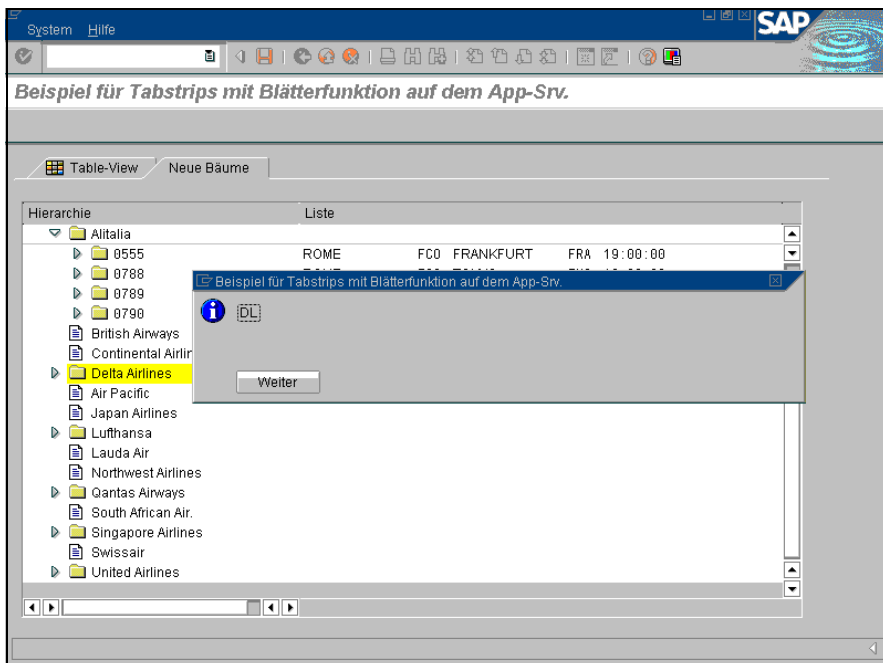 System Hilfe
SAP
Beispiel für Tabstrips mit Blätterfunktion auf dem App-Srv.
Table-View Neue Bäume
Hierarchie Liste
Alitalia
0555 ROME FCO FRANKFURT FRA 19:00:00
0788
0789
0790
Beispiel für Tabstrips mit Blätterfunktion auf dem App-Srv.
DL
Weiter
British Airways
Continental Airlin
Delta Airlines
Air Pacific
Japan Airlines
Lufthansa
Lauda Air
Northwest Airlines
Qantas Airways
South African Air.
Singapore Airlines
Swissair
United Airlines